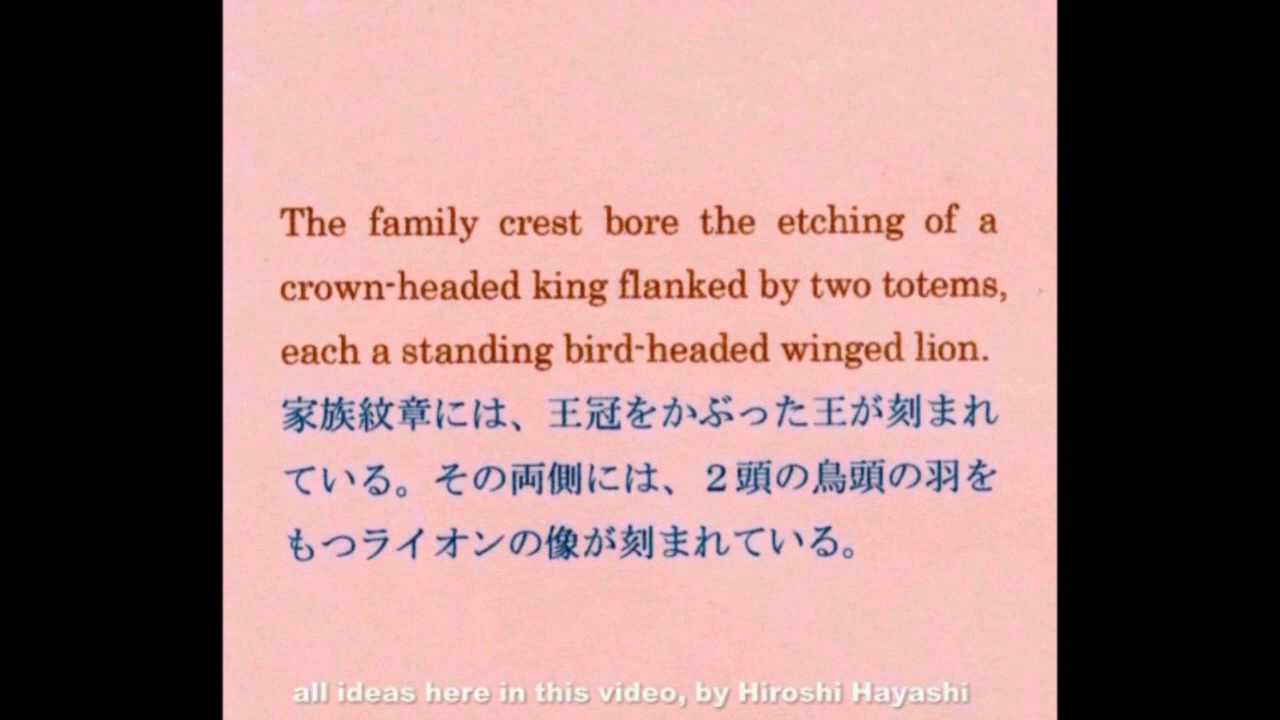 The family crest bore the etching of a
crown-headed king flanked by two totems,
each a standing bird-headed winged lion.
家族紋章には、王冠をかぶった王が刻まれ
ている。その両側には、２頭の鳥頭の羽を
もつライオンの像が刻まれている。
all ideas here in this video, by Hiroshi Hayashi